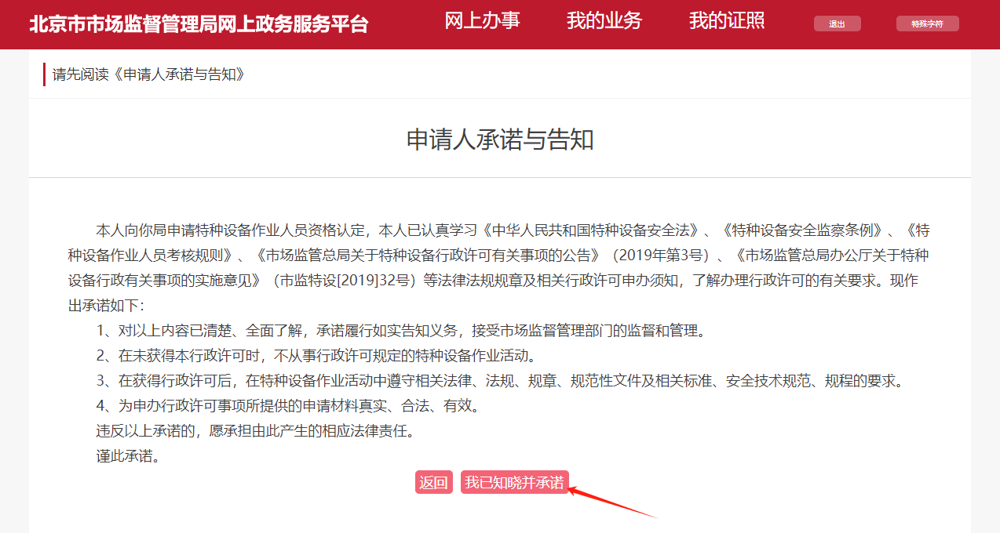 北京市市场监督管理局网上政务服务平台
网上办事
我的业务
我的证照
退出
特殊字符
请先阅读《申请人承诺与告知》
申请人承诺与告知
本人向你局申请特种设备作业人员资格认定，本人已认真学习《中华人民共和国特种设备安全法》、《特种设备安全监察条例》、《特
种设备作业人员考核规则》、《市场监管总局关于特种设备行政许可有关事项的公告》（2019年第3号）、《市场监管总局办公厅关于特种
设备行政有关事项的实施意见》（市监特设[2019]32号）等法律法规规章及相关行政许可申办须知，了解办理行政许可的有关要求。现作
出承诺如下：
1、对以上内容已清楚、全面了解，承诺履行如实告知义务，接受市场监督管理部门的监督和管理。
2、在未获得本行政许可时，不从事行政许可规定的特种设备作业活动。
3、在获得行政许可后，在特种设备作业活动中遵守相关法律、法规、规章、规范性文件及相关标准、安全技术规范、规程的要求。
4、为申办行政许可事项所提供的申请材料真实、合法、有效。
违反以上承诺的，愿承担由此产生的相应法律责任。
谨此承诺。
返回
我已知晓并承诺